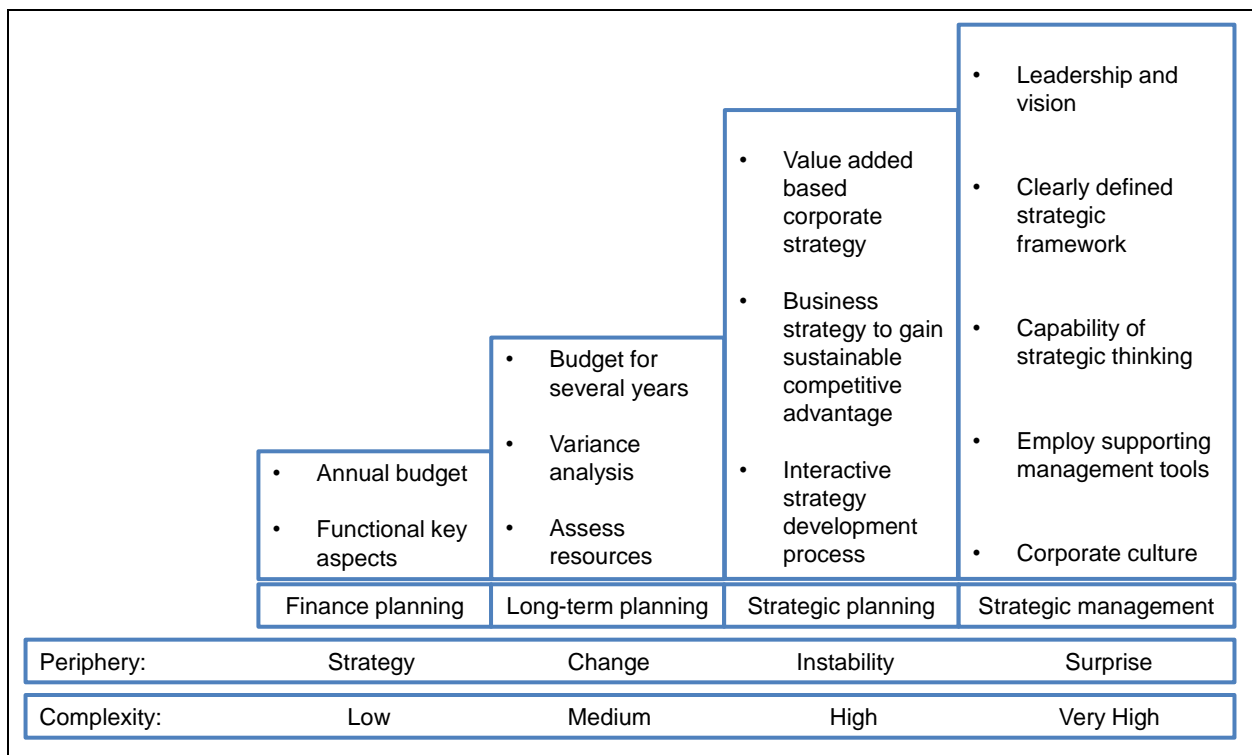 • Annual budget
• Functional key
aspects
• Budget for
several years
• Variance
analysis
• Assess
resources
• Value added
based
corporate
strategy
• Business
strategy to gain
sustainable
competitive
advantage
• Interactive
strategy
development
process
• Leadership and
vision
• Clearly defined
strategic
framework
• Capability of
strategic thinking
• Employ supporting
management tools
• Corporate culture
Finance planning Long-term planning Strategic planning Strategic management
Periphery: Strategy Change Instability Surprise
Complexity: Low Medium High Very High